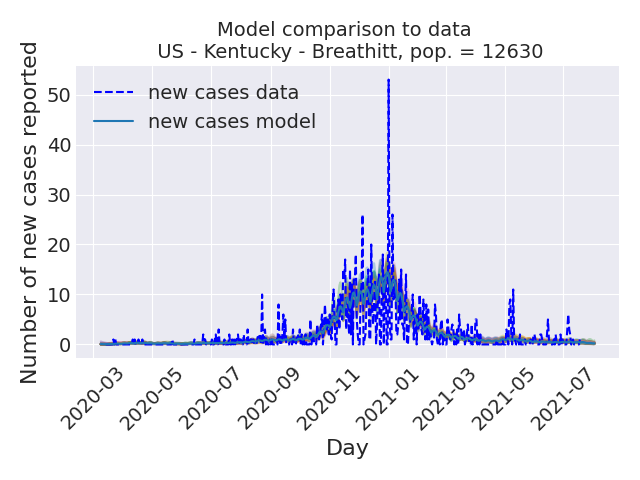 Model comparison to data
US - Kentucky - Breathitt, pop. = 12630
Number of new cases reported
50
40
30
20
10
0
new cases data
new cases model
2020-03
2020-05
2020-07
2020-09
2020-11
2021-01
2021-03
2021-05
2021-07
Day